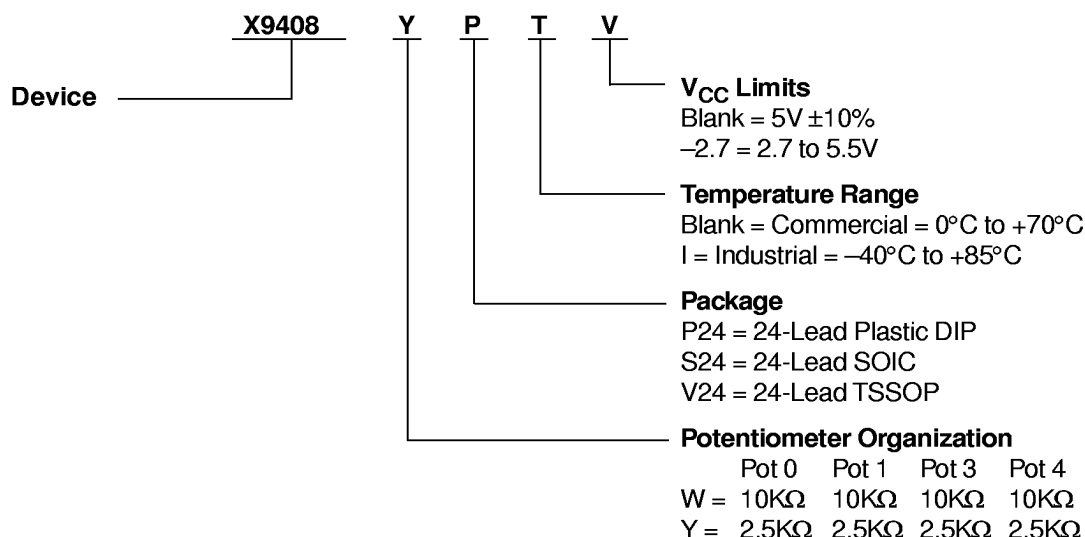 X9408 Y P T V
Device
VCC Limits
Blank = 5V ±10%
–2.7 = 2.7 to 5.5V
Temperature Range
Blank = Commercial = 0°C to +70°C
I = Industrial = –40°C to +85°C
Package
P24 = 24-Lead Plastic DIP
S24 = 24-Lead SOIC
V24 = 24-Lead TSSOP
Potentiometer Organization
Pot 0 Pot 1 Pot 3 Pot 4
W = 10KΩ 10KΩ 10KΩ 10KΩ
Y = 2.5KΩ 2.5KΩ 2.5KΩ 2.5KΩ